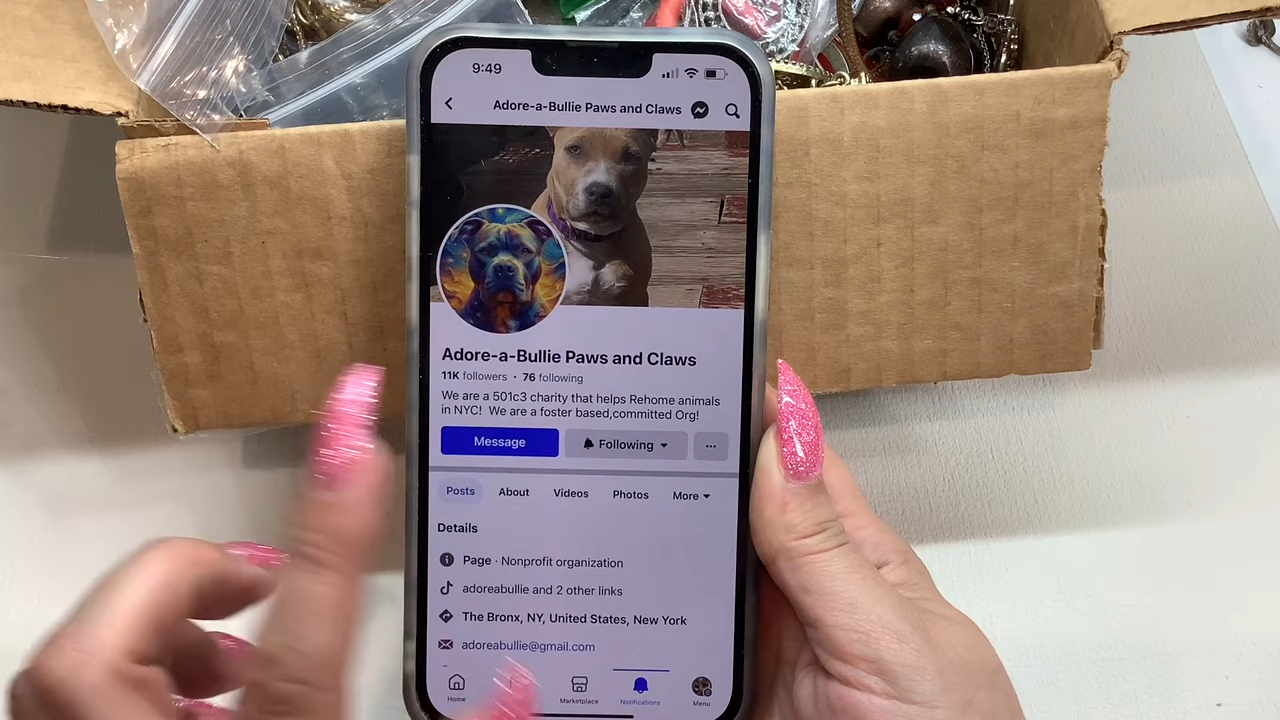 9:49
Adore-a-Bullie Paws and Claws
Adore-a-Bullie Paws and Claws
11K followers · 76 following
We are a 501c3 charity that helps Rehome animals
in NYC! We are a foster based,committed Org!
Message
Following
Posts About Videos Photos More
Details
Page · Nonprofit organization
adoreabullie and 2 other links
The Bronx, NY, United States, New York
adoreabullie@gmail.com
Home Marketplace Notifications Menu